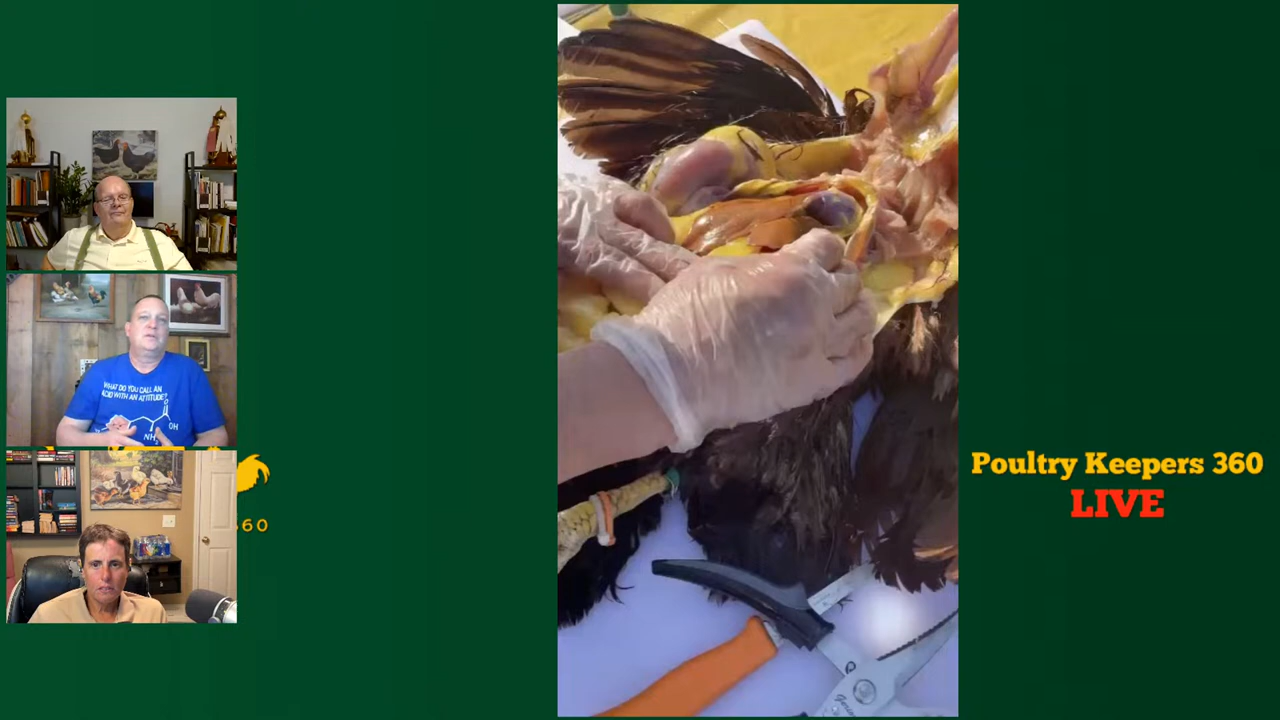 WHAT DO YOU CALL AN
ACID WITH AN ATTITUDE?
OH
NH
360
Poultry Keepers 360
LIVE